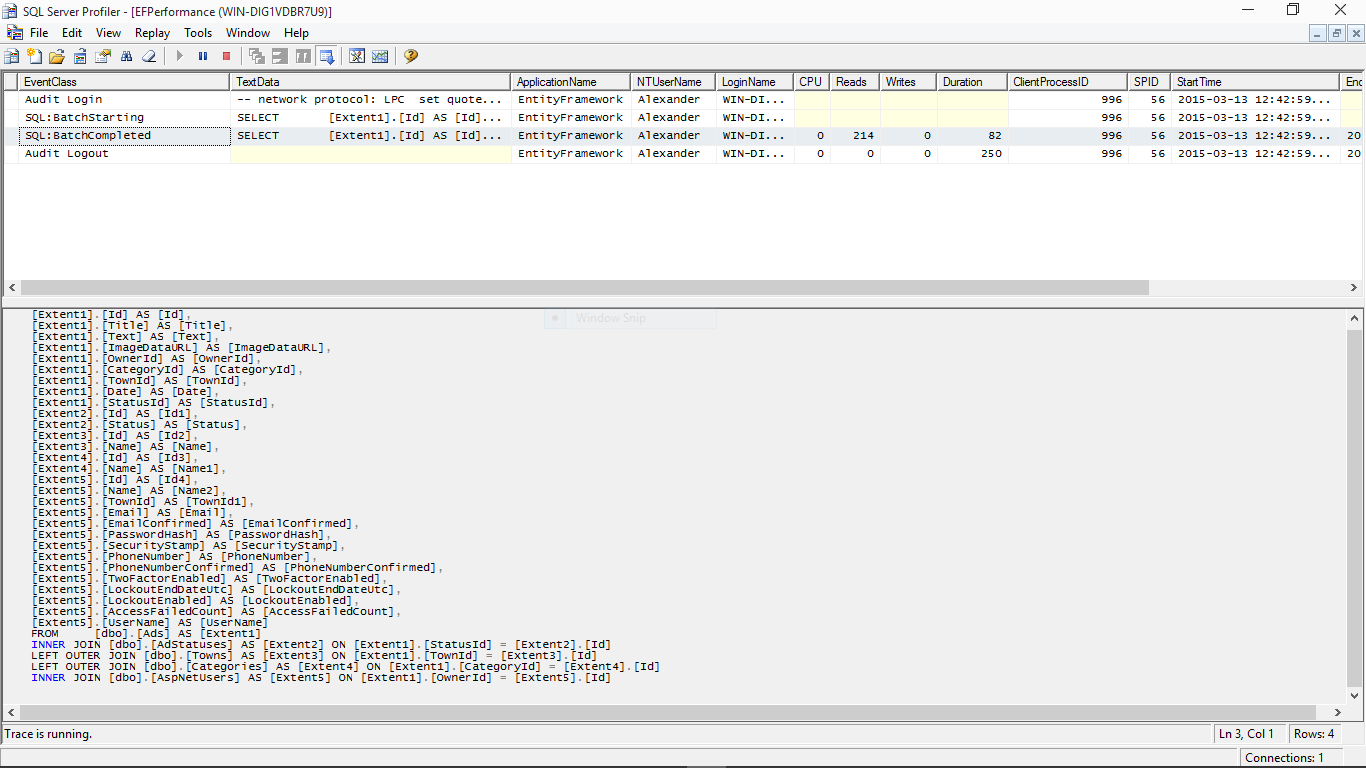 SQL Server Profiler - [EFPerformance (WIN-DIG1VDBR7U9)]
File Edit View Replay Tools Window Help
EventClass TextData ApplicationName NTUserName LoginName CPU Reads Writes Duration ClientProcessID SPID StartTime Enc
Audit Login -- network protocol: LPC set quote... EntityFramework Alexander WIN-DI... 996 56 2015-03-13 12:42:59...
SQL:BatchStarting SELECT [Extent1].[Id] AS [Id]... EntityFramework Alexander WIN-DI... 996 56 2015-03-13 12:42:59...
SQL:BatchCompleted SELECT [Extent1].[Id] AS [Id]... EntityFramework Alexander WIN-DI... 0 214 0 82 996 56 2015-03-13 12:42:59... 20
Audit Logout EntityFramework Alexander WIN-DI... 0 0 0 250 996 56 2015-03-13 12:42:59... 20
[Extent1].[Id] AS [Id],
Window Snip
[Extent1].[Title] AS [Title],
[Extent1].[Text] AS [Text],
[Extent1].[ImageDataURL] AS [ImageDataURL],
[Extent1].[OwnerId] AS [OwnerId],
[Extent1].[CategoryId] AS [CategoryId],
[Extent1].[TownId] AS [TownId],
[Extent1].[Date] AS [Date],
[Extent1].[StatusId] AS [StatusId],
[Extent2].[Id] AS [Id1],
[Extent2].[Status] AS [Status],
[Extent3].[Id] AS [Id2],
[Extent3].[Name] AS [Name],
[Extent4].[Id] AS [Id3],
[Extent4].[Name] AS [Name1],
[Extent5].[Id] AS [Id4],
[Extent5].[Name] AS [Name2],
[Extent5].[TownId] AS [TownId1],
[Extent5].[Email] AS [Email],
[Extent5].[EmailConfirmed] AS [EmailConfirmed],
[Extent5].[PasswordHash] AS [PasswordHash],
[Extent5].[SecurityStamp] AS [SecurityStamp],
[Extent5].[PhoneNumber] AS [PhoneNumber],
[Extent5].[PhoneNumberConfirmed] AS [PhoneNumberConfirmed],
[Extent5].[TwoFactorEnabled] AS [TwoFactorEnabled],
[Extent5].[LockoutEndDateUtc] AS [LockoutEndDateUtc],
[Extent5].[LockoutEnabled] AS [LockoutEnabled],
[Extent5].[AccessFailedCount] AS [AccessFailedCount],
[Extent5].[UserName] AS [UserName]
FROM [dbo].[Ads] AS [Extent1]
INNER JOIN [dbo].[AdStatuses] AS [Extent2] ON [Extent1].[StatusId] = [Extent2].[Id]
LEFT OUTER JOIN [dbo].[Towns] AS [Extent3] ON [Extent1].[TownId] = [Extent3].[Id]
LEFT OUTER JOIN [dbo].[Categories] AS [Extent4] ON [Extent1].[CategoryId] = [Extent4].[Id]
INNER JOIN [dbo].[AspNetUsers] AS [Extent5] ON [Extent1].[OwnerId] = [Extent5].[Id]
Trace is running. Ln 3, Col 1 Rows: 4
Connections: 1